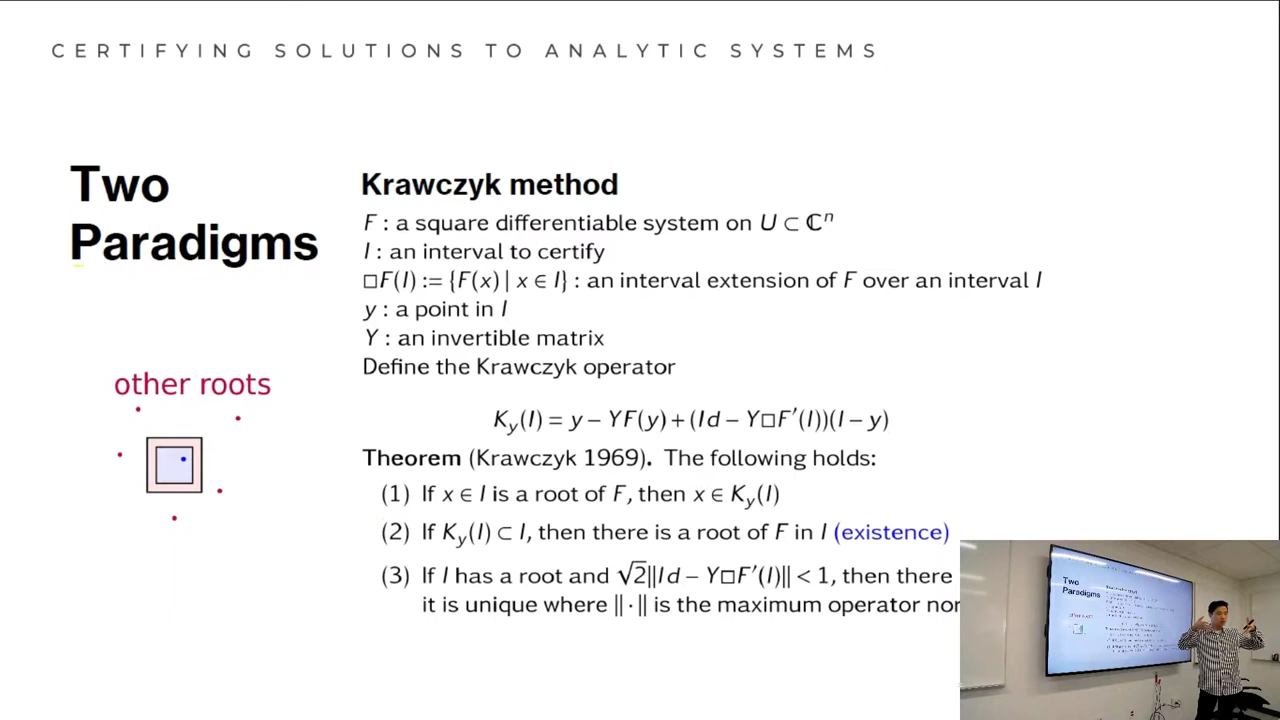 CERTIFYING SOLUTIONS TO ANALYTIC SYSTEMS
Two
Paradigms
other roots
Krawczyk method
F : a square differentiable system on U ⊂ ℂⁿ
I : an interval to certify
□F(I) := {F(x) | x ∈ I} : an interval extension of F over an interval I
y : a point in I
Y : an invertible matrix
Define the Krawczyk operator
K_y(I) = y − YF(y) + (Id − Y□F′(I))(I − y)
Theorem (Krawczyk 1969). The following holds:
(1) If x ∈ I is a root of F, then x ∈ K_y(I)
(2) If K_y(I) ⊂ I, then there is a root of F in I (existence)
(3) If I has a root and √2||Id − Y□F′(I)|| < 1, then there
it is unique where || · || is the maximum operator nor
Two
Paradigms